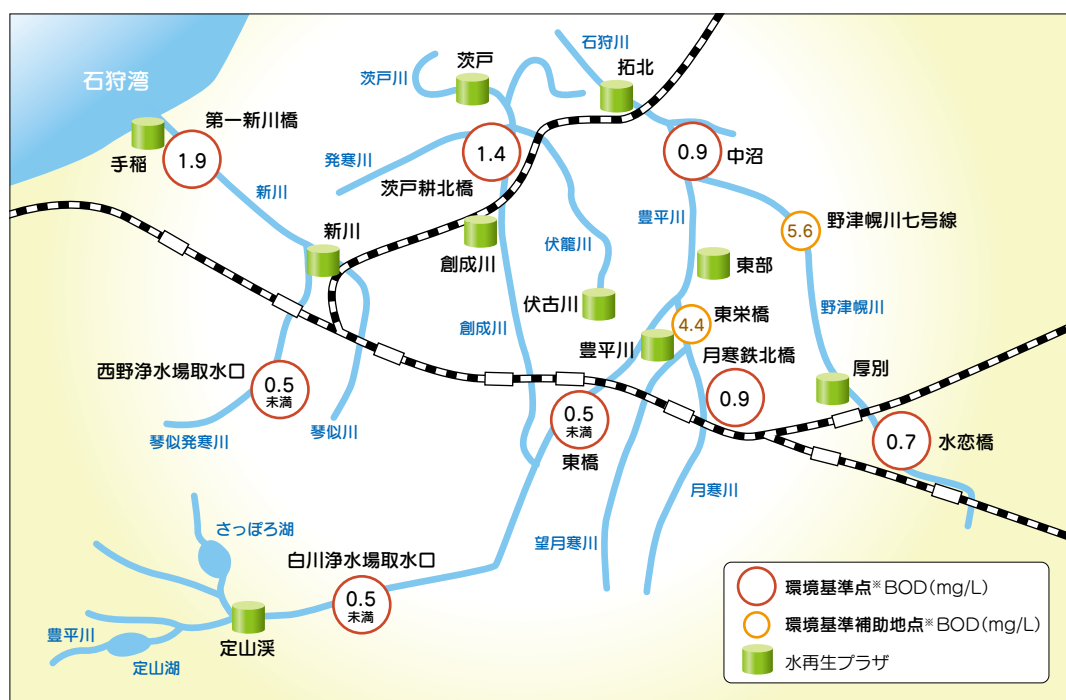 石狩湾
手稲
第一新川橋
1.9
新川
茨戸川
茨戸
石狩川
拓北
発寒川
1.4
茨戸耕北橋
0.9
中沼
新川
創成川
伏籠川
豊平川
5.6
野津幌川七号線
東部
伏古川
創成川
豊平川
4.4
東栄橋
野津幌川
月寒鉄北橋
0.9
厚別
西野浄水場取水口
0.5
未満
琴似発寒川
琴似川
0.5
未満
東橋
0.7
水恋橋
月寒川
望月寒川
さっぽろ湖
白川浄水場取水口
0.5
未満
豊平川
定山湖
定山渓
環境基準点※BOD(mg/L)
環境基準補助地点※BOD(mg/L)
水再生プラザ